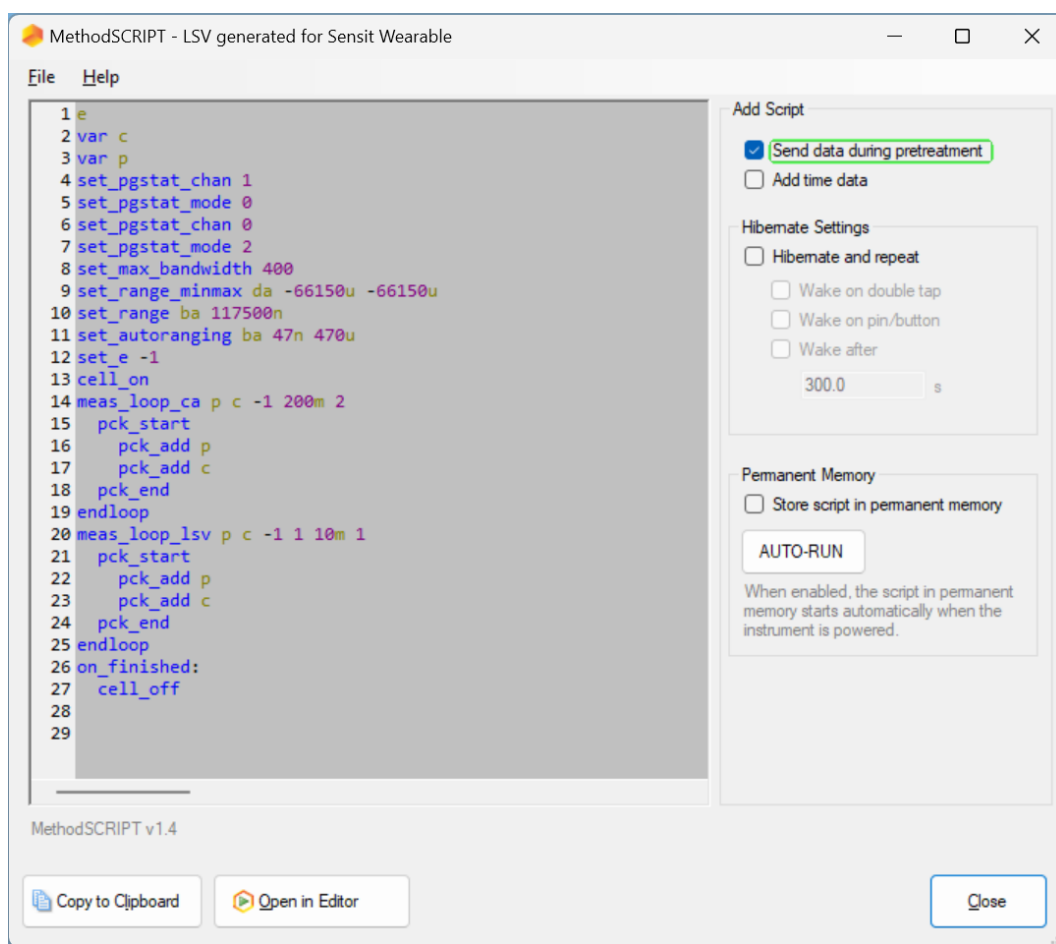 MethodSCRIPT - LSV generated for Sensit Wearable
File Help
1 e
2 var c
3 var p
4 set_pgstat_chan 1
5 set_pgstat_mode 0
6 set_pgstat_chan 0
7 set_pgstat_mode 2
8 set_max_bandwidth 400
9 set_range_minmax da -66150u -66150u
10 set_range ba 117500n
11 set_autoranging ba 47n 470u
12 set_e -1
13 cell_on
14 meas_loop_ca p c -1 200m 2
15 pck_start
16 pck_add p
17 pck_add c
18 pck_end
19 endloop
20 meas_loop_lsv p c -1 1 10m 1
21 pck_start
22 pck_add p
23 pck_add c
24 pck_end
25 endloop
26 on_finished:
27 cell_off
28
29
Add Script
Send data during pretreatment
Add time data
Hibernate Settings
Hibernate and repeat
Wake on double tap
Wake on pin/button
Wake after
300.0 s
Permanent Memory
Store script in permanent memory
AUTO-RUN
When enabled, the script in permanent
memory starts automatically when the
instrument is powered.
MethodSCRIPT v1.4
Copy to Clipboard
Open in Editor
Close